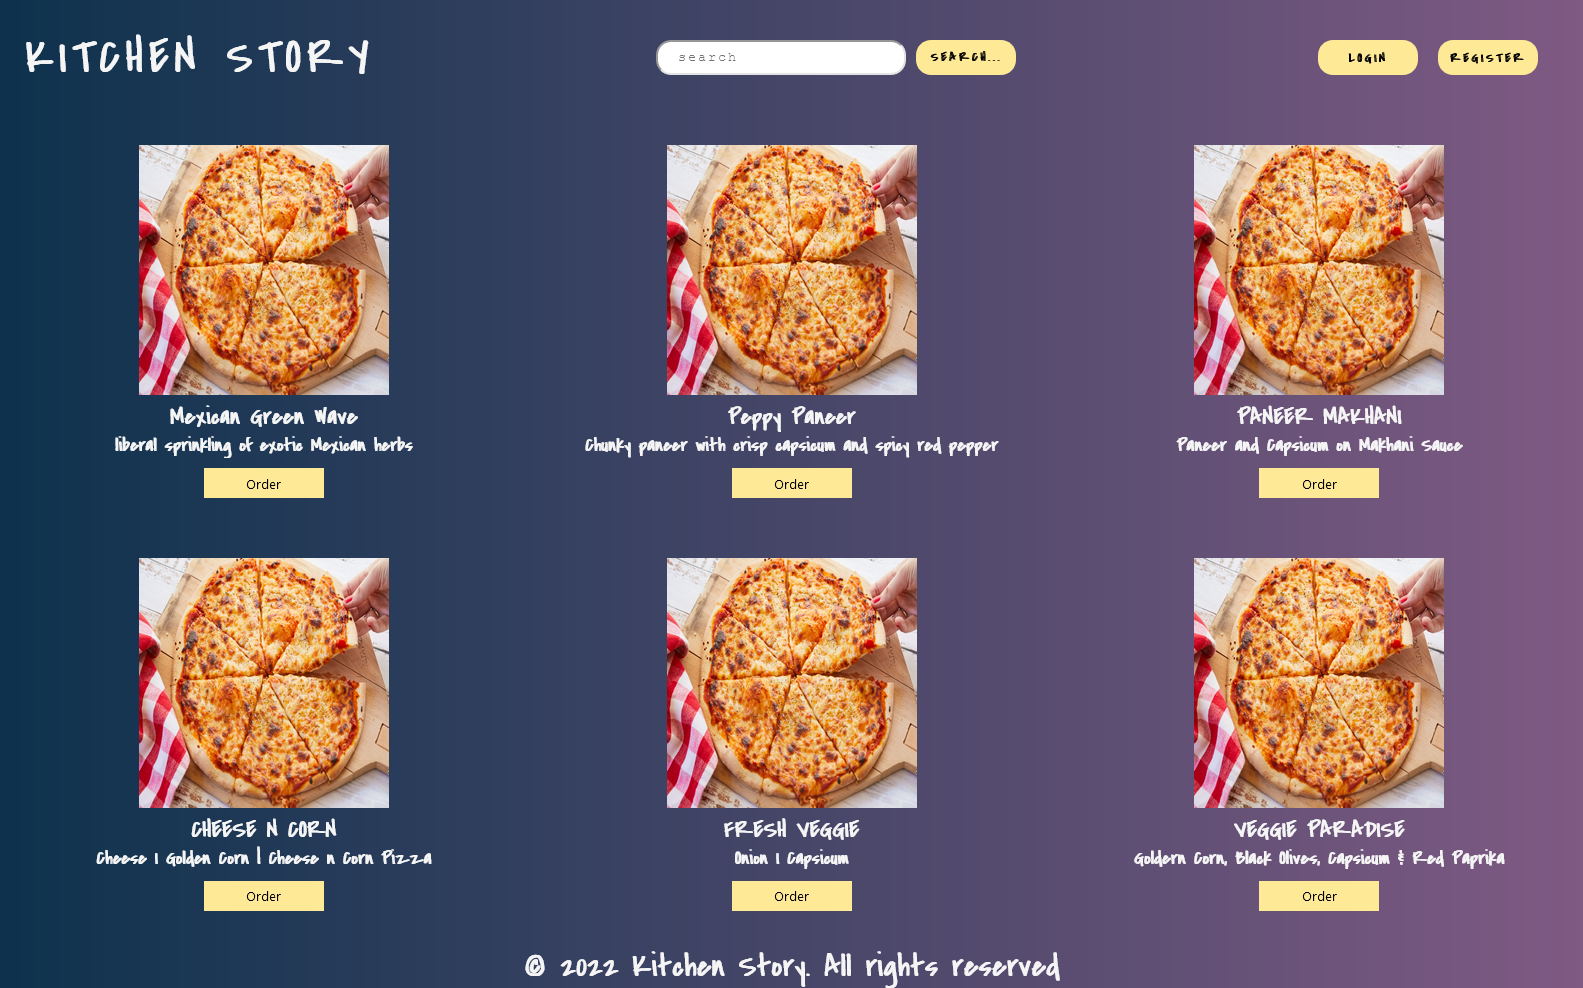 KITCHEN STORY
search
SEARCH...
LOGIN
REGISTER
Mexican Green Wave
liberal sprinkling of exotic Mexican herbs
Order
Peppy Paneer
Chunky paneer with crisp capsicum and spicy red pepper
Order
PANEER MAKHANI
Paneer and Capsicum on Makhani Sauce
Order
CHEESE N CORN
Cheese I Golden Corn | Cheese n Corn Pizza
Order
FRESH VEGGIE
Onion I Capsicum
Order
VEGGIE PARADISE
Goldern Corn, Black Olives, Capsicum & Red Paprika
Order
© 2022 Kitchen Story. All rights reserved